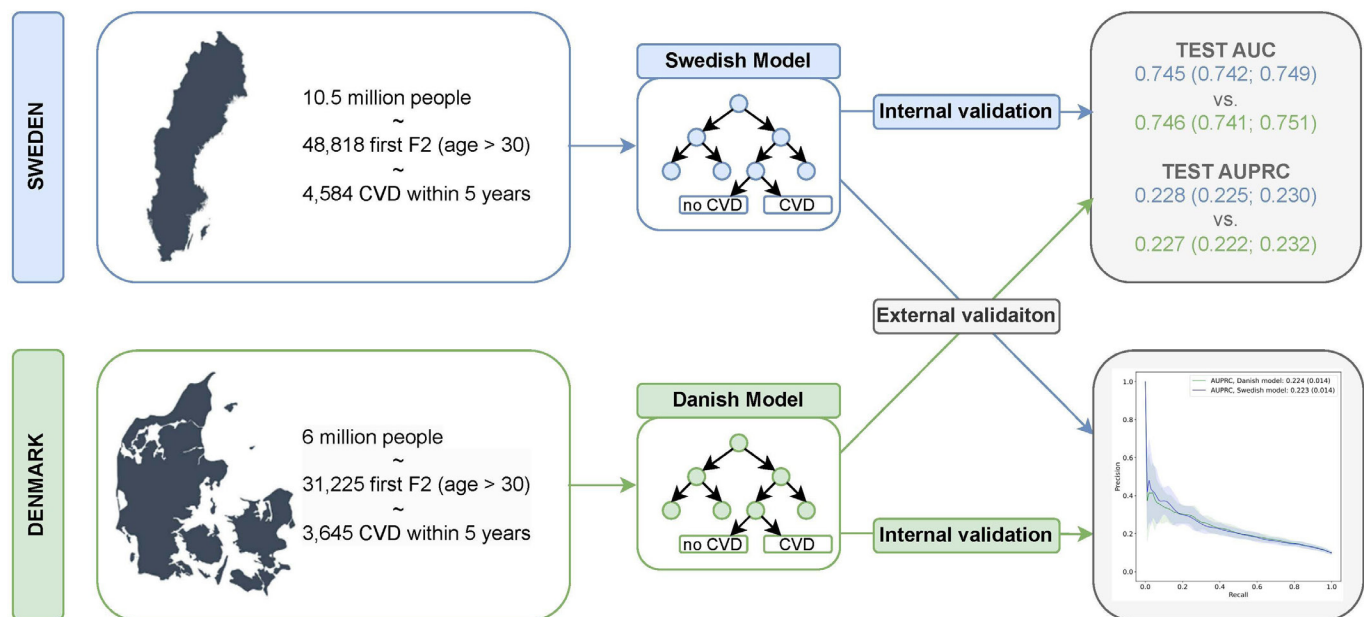 SWEDEN
10.5 million people
~
48,818 first F2 (age > 30)
~
4,584 CVD within 5 years
Swedish Model
no CVD
CVD
Internal validation
TEST AUC
0.745 (0.742; 0.749)
vs.
0.746 (0.741; 0.751)
TEST AUPRC
0.228 (0.225; 0.230)
vs.
0.227 (0.222; 0.232)
External validaiton
DENMARK
6 million people
~
31,225 first F2 (age > 30)
~
3,645 CVD within 5 years
Danish Model
no CVD
CVD
Internal validation
AUPRC, Danish model: 0.224 (0.014)
AUPRC, Swedish model: 0.223 (0.014)
Precision
1.0
0.8
0.6
0.4
0.2
0.0
0.0 0.2 0.4 0.6 0.8 1.0
Recall